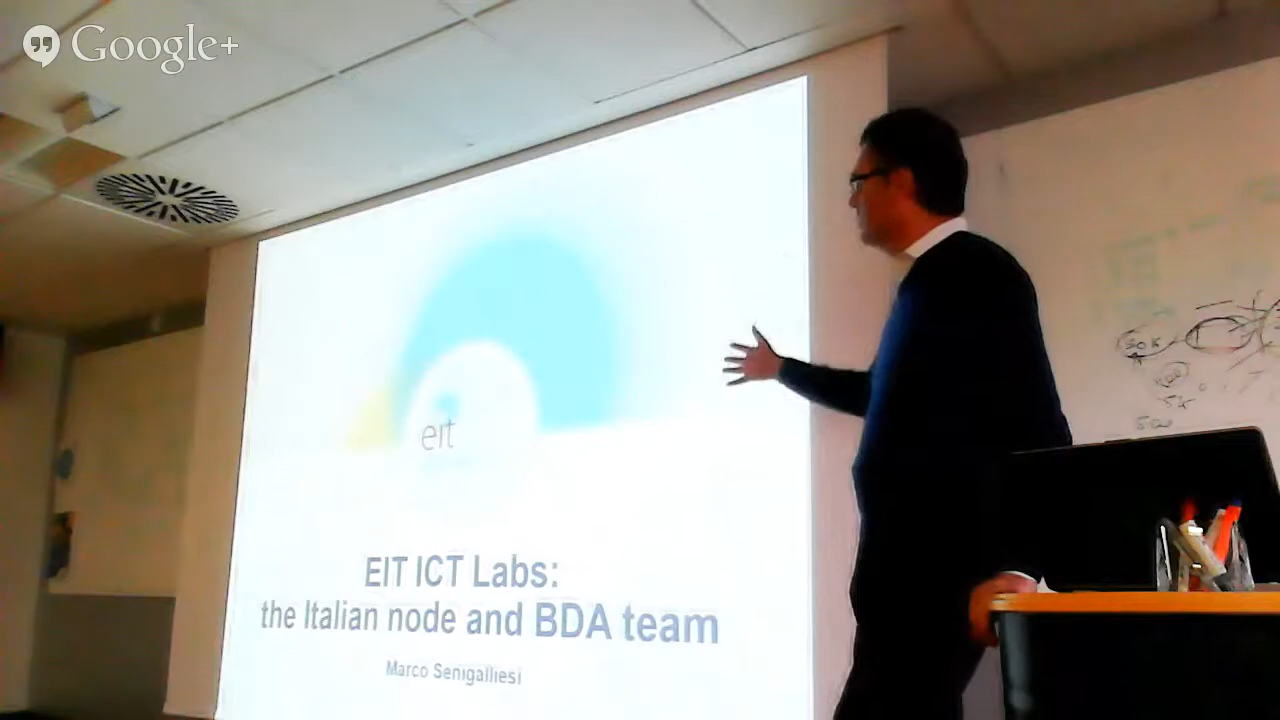 Google+
eit
EIT ICT Labs:
the Italian node and BDA team
Marco Senigalliesi